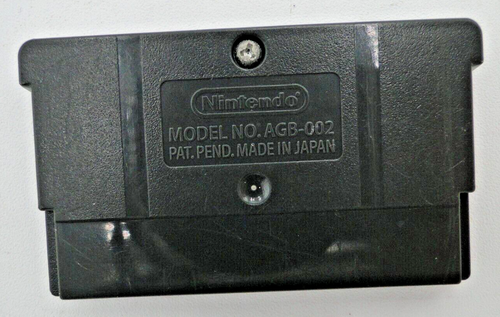 Nintendo
MODEL NO. AGB-002
PAT. PEND. MADE IN JAPAN